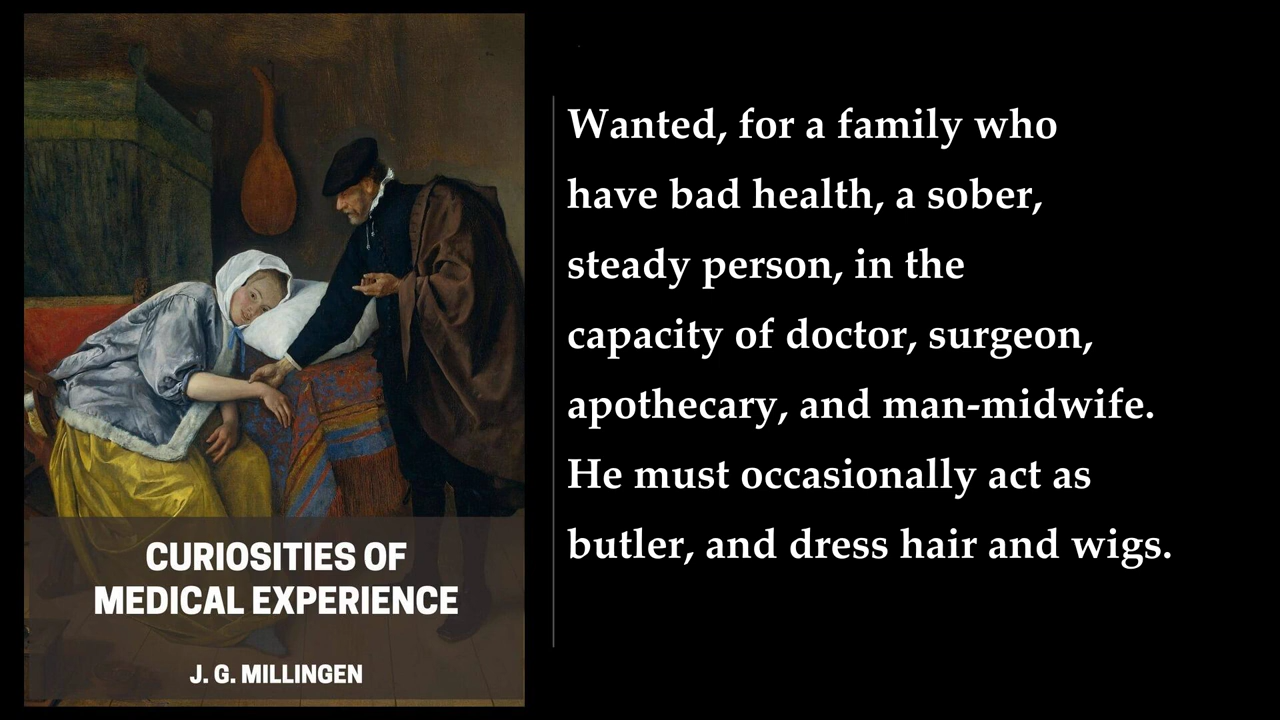 CURIOSITIES OF
MEDICAL EXPERIENCE
J. G. MILLINGEN
Wanted, for a family who
have bad health, a sober,
steady person, in the
capacity of doctor, surgeon,
apothecary, and man-midwife.
He must occasionally act as
butler, and dress hair and wigs.